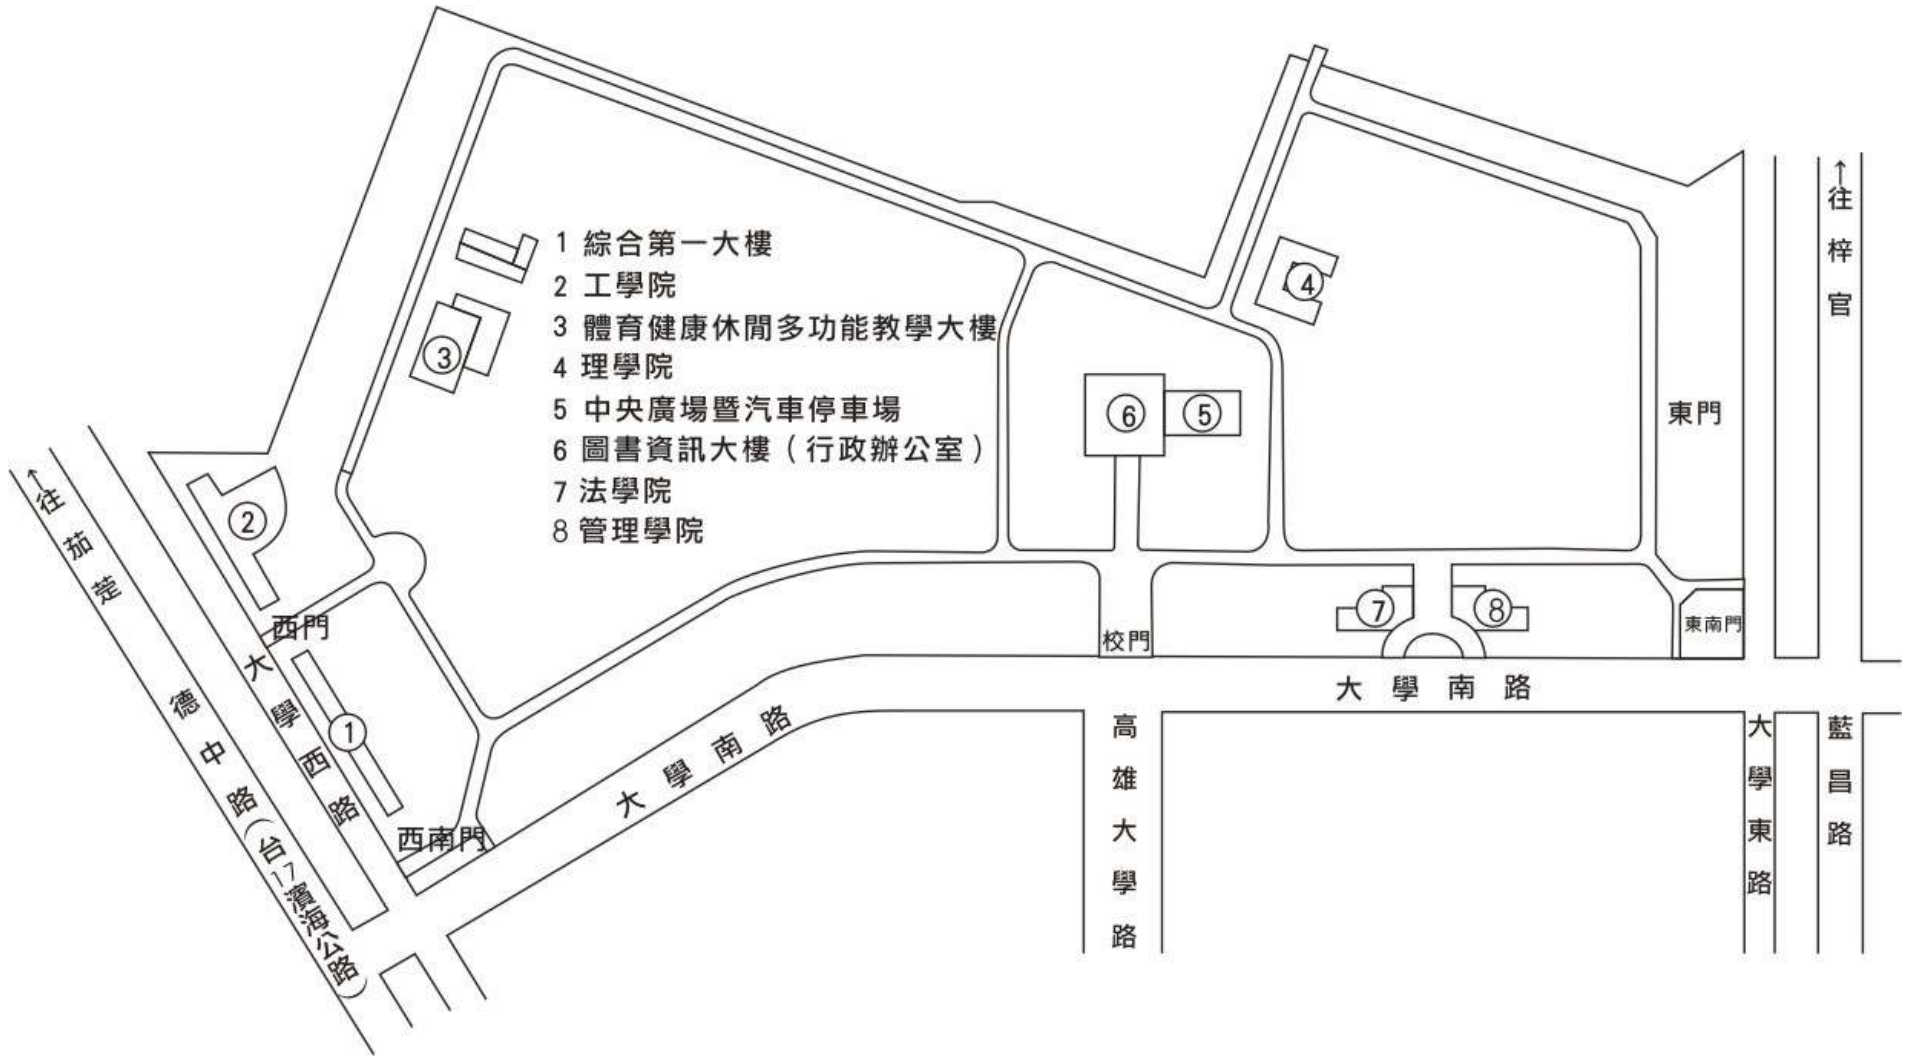 1 綜合第一大樓
2 工學院
3 體育健康休閒多功能教學大樓
4 理學院
5 中央廣場暨汽車停車場
6 圖書資訊大樓（行政辦公室）
7 法學院
8 管理學院
4
3
6
5
東門
↑往梓官
2
↑往茄萣
西門
7
8
東南門
校門
大學南路
德中路（台17濱海公路）
大學西路
1
西南門
大學南路
高雄大學路
大學東路
藍昌路